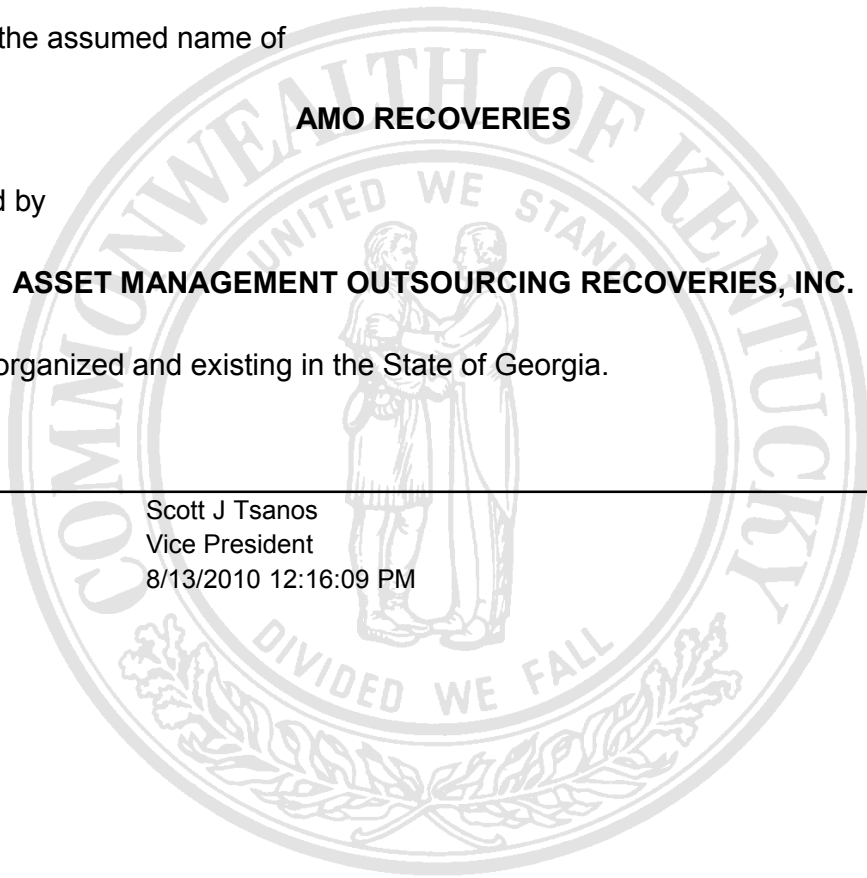 the assumed name of
AMO RECOVERIES
d by
ASSET MANAGEMENT OUTSOURCING RECOVERIES, INC.
organized and existing in the State of Georgia.
Scott J Tsanos
Vice President
8/13/2010 12:16:09 PM
COMMONWEALTH OF KENTUCKY
UNITED WE STAND
DIVIDED WE FALL